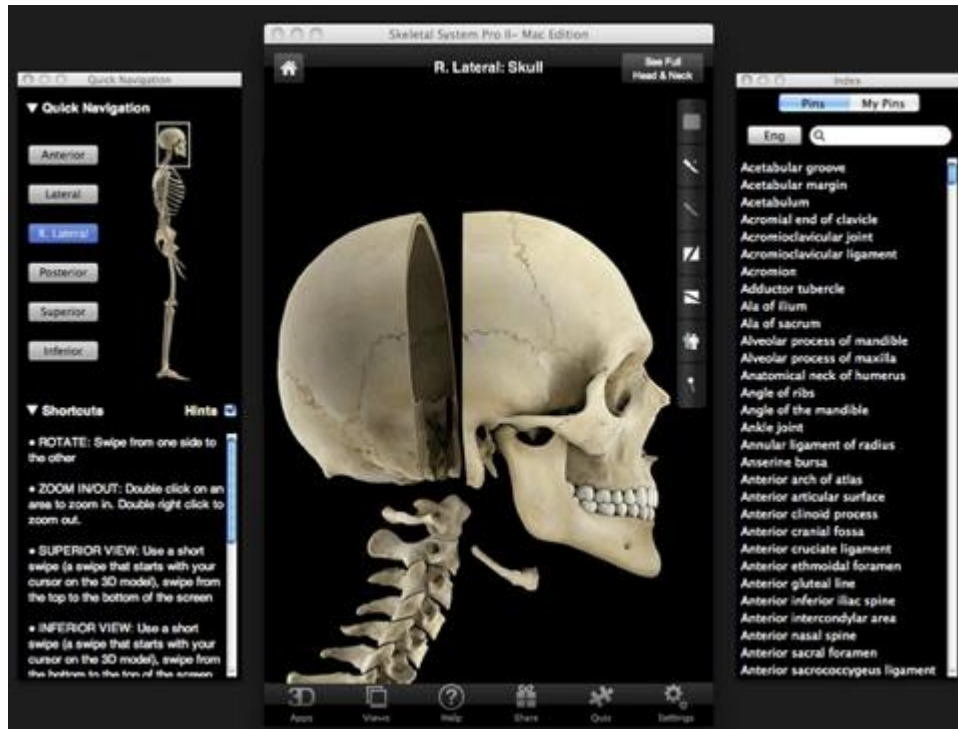 Skeletal System Pro II- Mac Edition
R. Lateral: Skull
See Full
Head & Neck
Quick Navigation
Quick Navigation
Anterior
Lateral
R. Lateral
Posterior
Superior
Inferior
Shortcuts
Hints
• ROTATE: Swipe from one side to
the other
• ZOOM IN/OUT: Double click on an
area to zoom in. Double right click to
zoom out.
• SUPERIOR VIEW: Use a short
swipe (a swipe that starts with your
cursor on the 3D model), swipe from
the top to the bottom of the screen
• INFERIOR VIEW: Use a short
swipe (a swipe that starts with your
cursor on the 3D model), swipe from
the bottom to the top of the screen
3D
Apps
Views
Help
Share
Quiz
Settings
Index
Pins
My Pins
Eng
Acetabular groove
Acetabular margin
Acetabulum
Acromial end of clavicle
Acromioclavicular joint
Acromioclavicular ligament
Acromion
Adductor tubercle
Ala of ilium
Ala of sacrum
Alveolar process of mandible
Alveolar process of maxilla
Anatomical neck of humerus
Angle of ribs
Angle of the mandible
Ankle joint
Annular ligament of radius
Anserine bursa
Anterior arch of atlas
Anterior articular surface
Anterior clinoid process
Anterior cranial fossa
Anterior cruciate ligament
Anterior ethmoidal foramen
Anterior gluteal line
Anterior inferior iliac spine
Anterior intercondylar area
Anterior nasal spine
Anterior sacral foramen
Anterior sacrococcygeus ligament